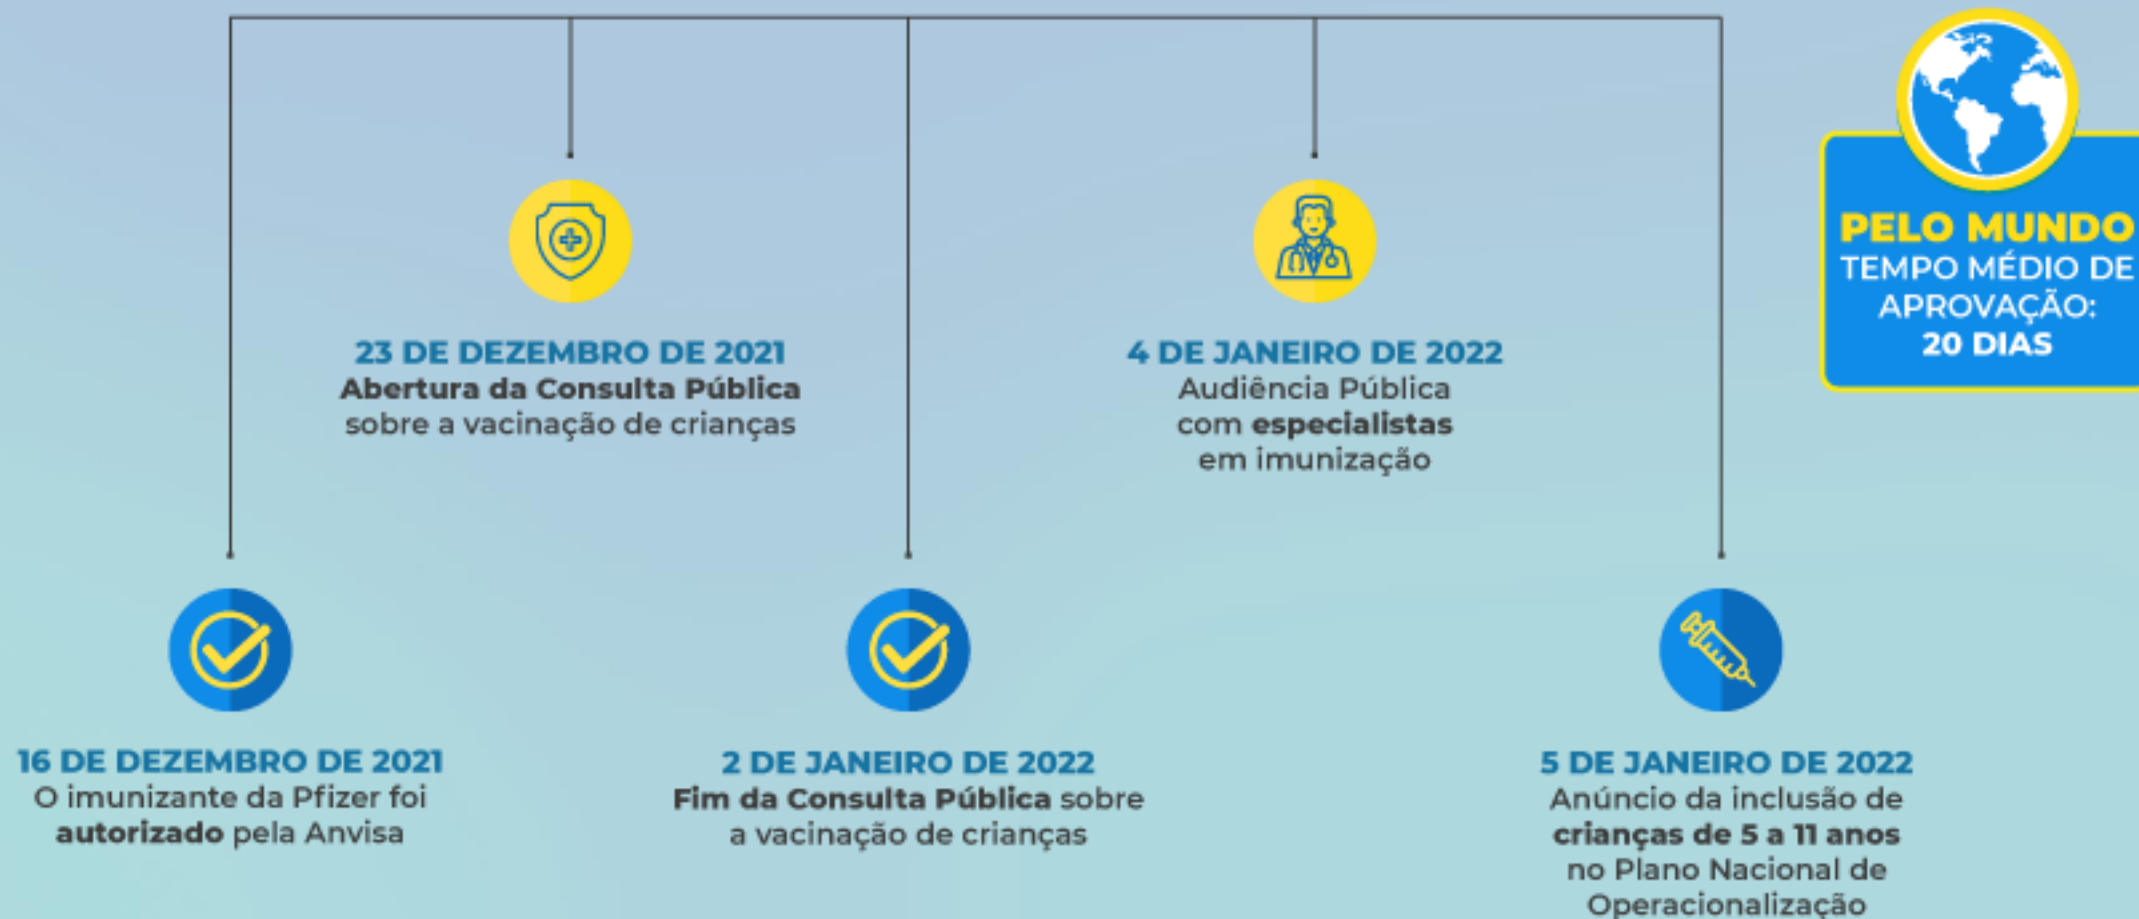 16 DE DEZEMBRO DE 2021
O imunizante da Pfizer foi
autorizado pela Anvisa
23 DE DEZEMBRO DE 2021
Abertura da Consulta Pública
sobre a vacinação de crianças
2 DE JANEIRO DE 2022
Fim da Consulta Pública sobre
a vacinação de crianças
4 DE JANEIRO DE 2022
Audiência Pública
com especialistas
em imunização
5 DE JANEIRO DE 2022
Anúncio da inclusão de
crianças de 5 a 11 anos
no Plano Nacional de
Operacionalização
PELO MUNDO
TEMPO MÉDIO DE
APROVAÇÃO:
20 DIAS